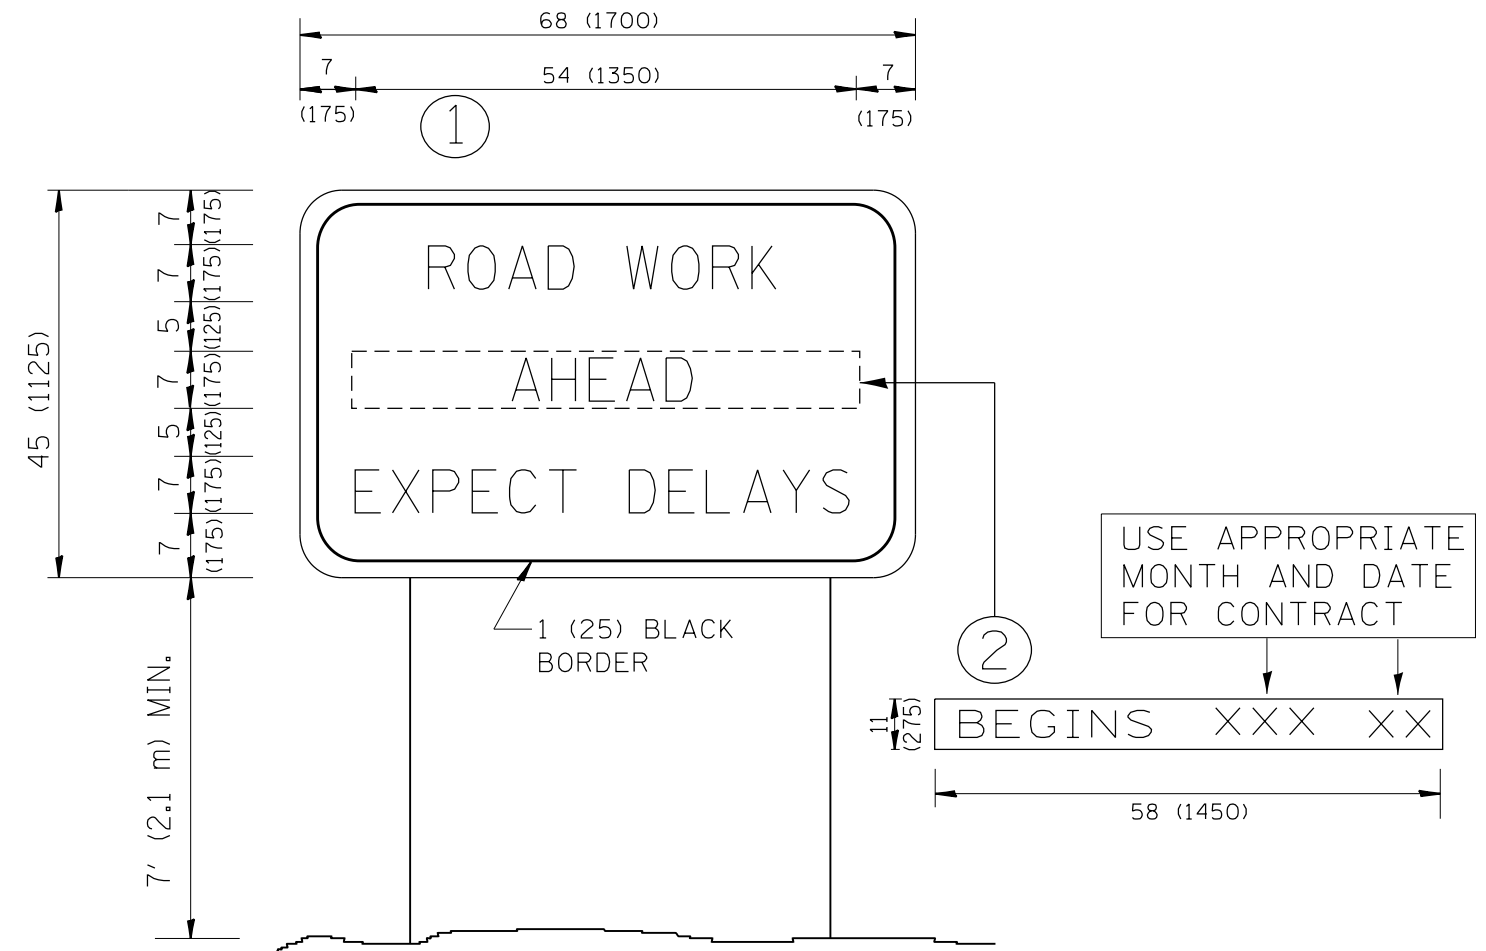 68 (1700)
7
54 (1350)
7
(175)
(175)
1
45 (1125)
7
(175)
7
(175)
5
(125)
7
(175)
5
(125)
7
(175)
7
(175)
ROAD WORK
AHEAD
EXPECT DELAYS
1 (25) BLACK
BORDER
7' (2.1 m) MIN.
2
USE APPROPRIATE
MONTH AND DATE
FOR CONTRACT
11
(275)
BEGINS XXX XX
58 (1450)